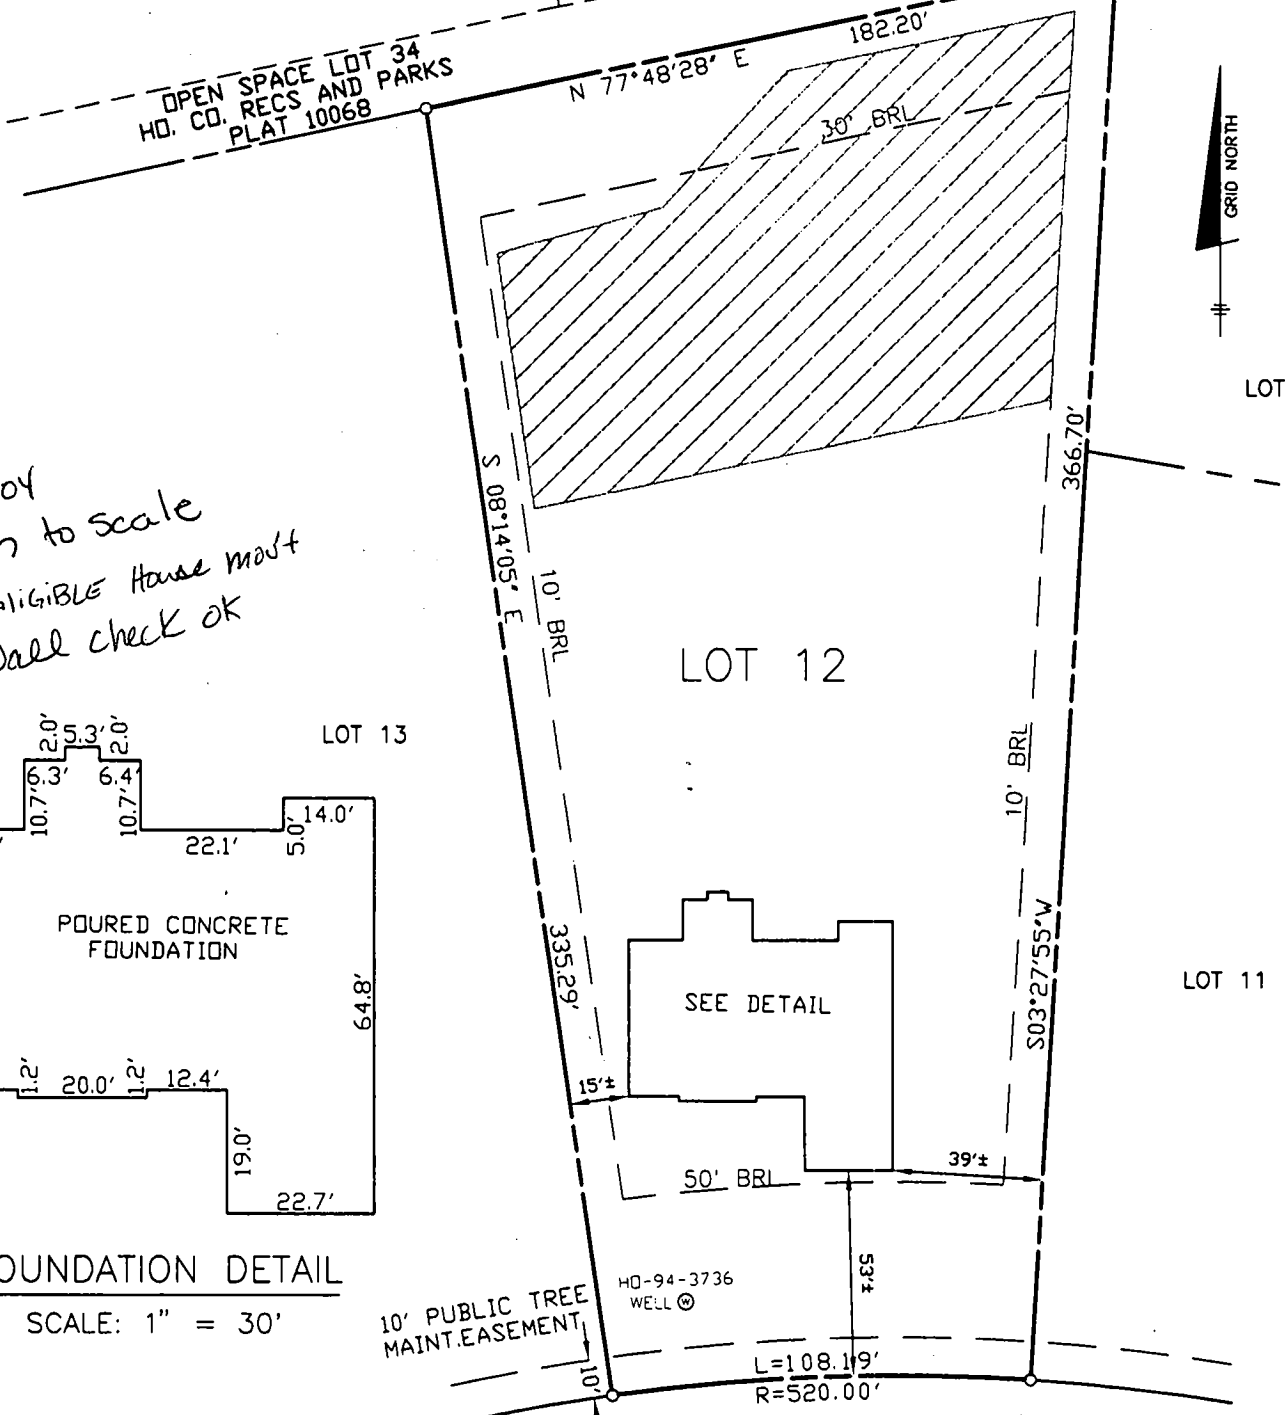 OPEN SPACE LOT 34
HO. CO. RECS AND PARKS
PLAT 10068
N 77°48'28" E
182.20'
30' BRL
GRID NORTH
LOT
366.70'
S 08°14'05" E
10' BRL
to scale
House mov't
check ok
LOT 12
LOT 13
2.0'
5.3'
2.0'
6.3'
6.4'
10.7'
10.7'
22.1'
5.0'
14.0'
POURED CONCRETE
FOUNDATION
64.8'
1.2'
20.0'
1.2'
12.4'
19.0'
22.7'
OUNDATION DETAIL
SCALE: 1" = 30'
10' BRL
335.29'
SEE DETAIL
S03°27'55"W
LOT 11
15'±
39'±
50' BRL
53'±
HO-94-3736
WELL W
10' PUBLIC TREE
MAINT.EASEMENT
10'
L=108.19'
R=520.00'